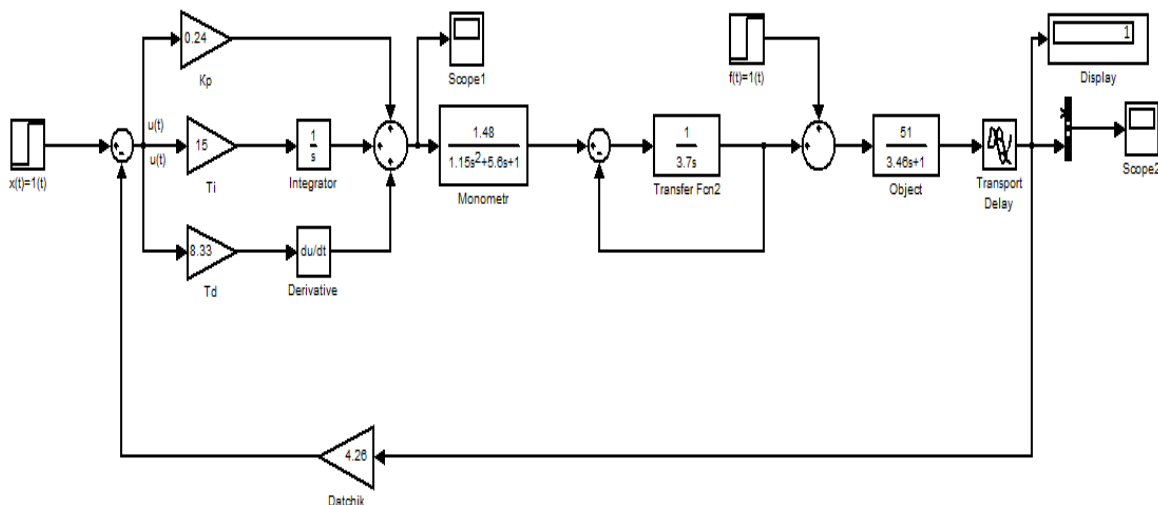 0.24
Kp
Scope1
f(t)=1(t)
1
Display
x(t)=1(t)
u(t)
u(t)
15
Ti
1
s
Integrator
1.48
1.15s²+5.6s+1
Monometr
1
3.7s
Transfer Fcn2
51
3.46s+1
Object
Transport
Delay
Scope2
8.33
Td
du/dt
Derivative
4.26
Datchik